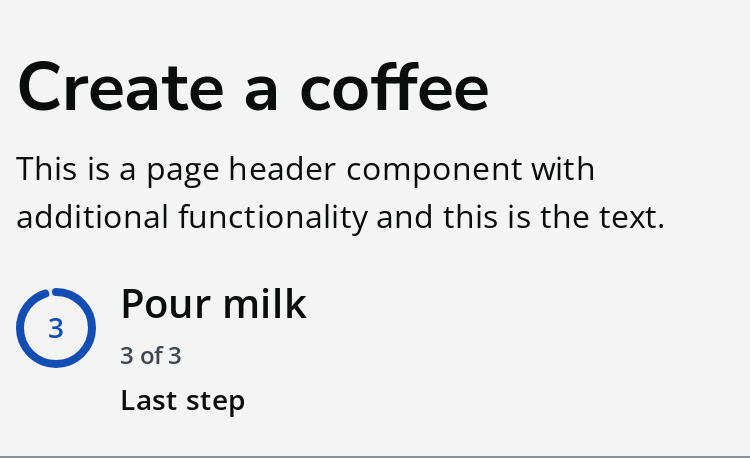 Create a coffee
This is a page header component with
additional functionality and this is the text.
3
Pour milk
3 of 3
Last step